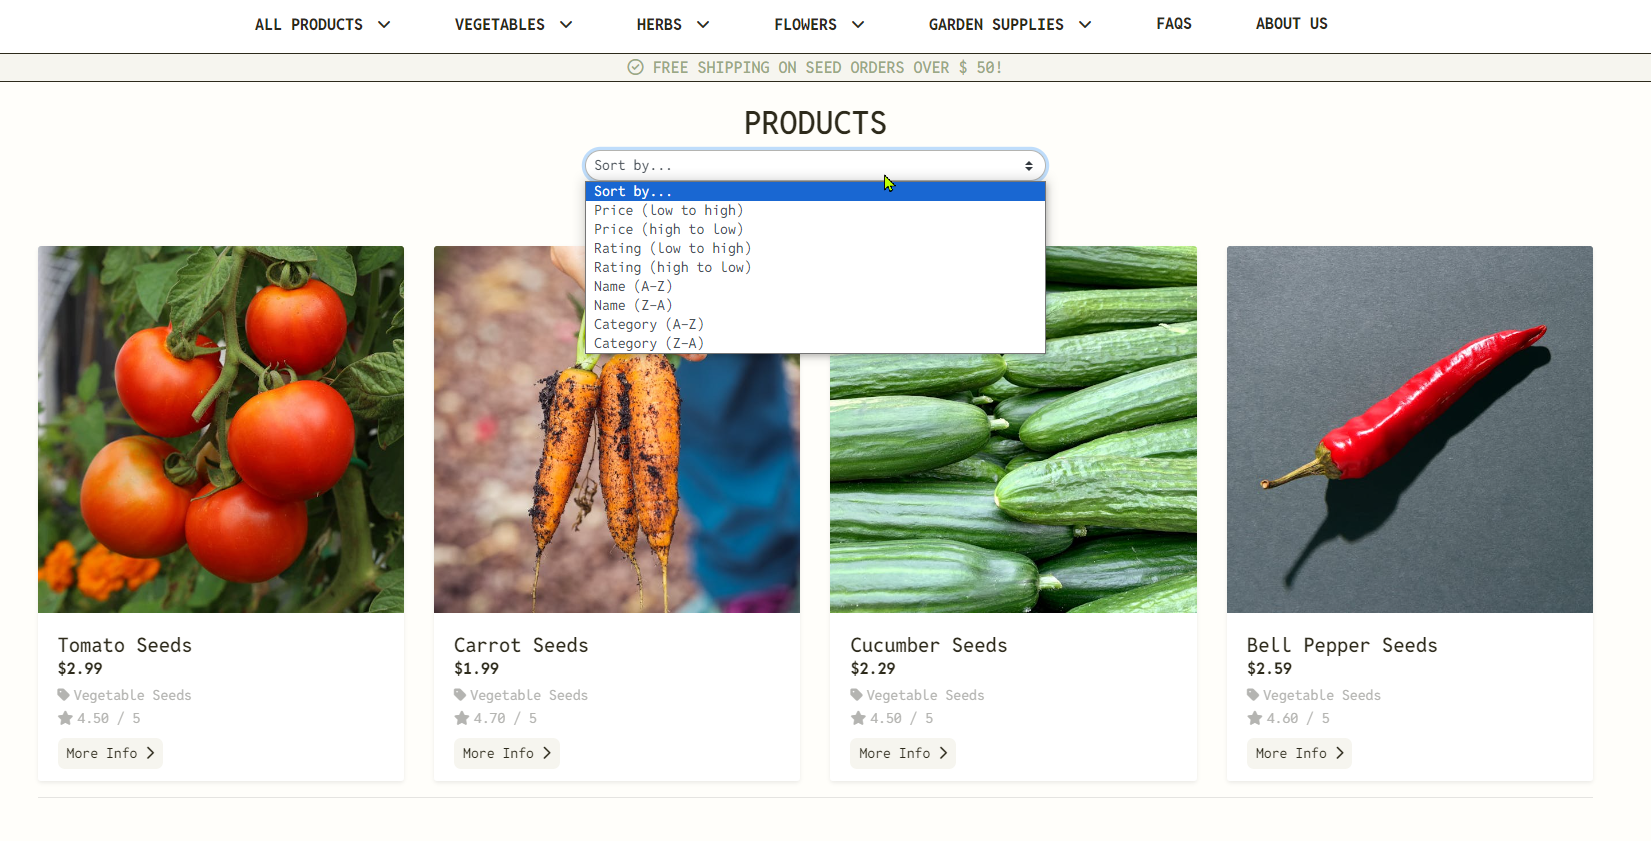 ALL PRODUCTS VEGETABLES HERBS FLOWERS GARDEN SUPPLIES FAQS ABOUT US
FREE SHIPPING ON SEED ORDERS OVER $ 50!
PRODUCTS
Sort by...
Sort by...
Price (low to high)
Price (high to low)
Rating (low to high)
Rating (high to low)
Name (A-Z)
Name (Z-A)
Category (A-Z)
Category (Z-A)
Tomato Seeds
$2.99
Vegetable Seeds
4.50 / 5
More Info
Carrot Seeds
$1.99
Vegetable Seeds
4.70 / 5
More Info
Cucumber Seeds
$2.29
Vegetable Seeds
4.50 / 5
More Info
Bell Pepper Seeds
$2.59
Vegetable Seeds
4.60 / 5
More Info